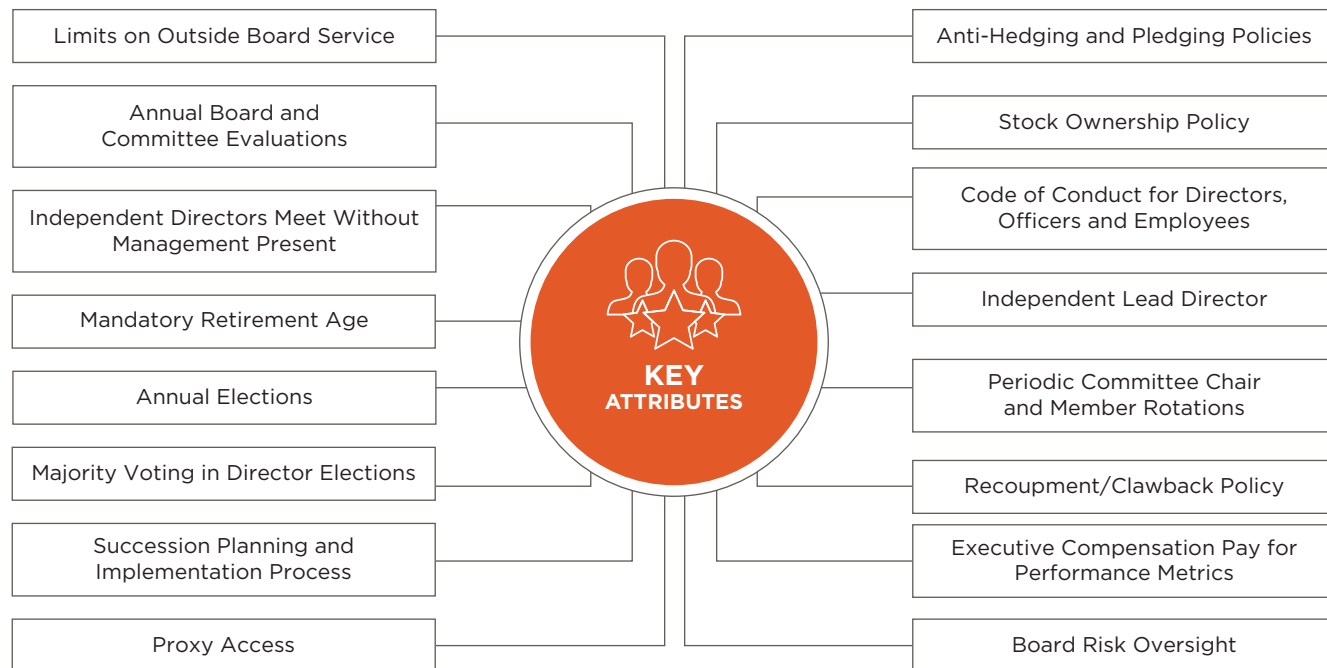 Limits on Outside Board Service
Annual Board and
Committee Evaluations
Independent Directors Meet Without
Management Present
Mandatory Retirement Age
Annual Elections
Majority Voting in Director Elections
Succession Planning and
Implementation Process
Proxy Access
KEY
ATTRIBUTES
Anti-Hedging and Pledging Policies
Stock Ownership Policy
Code of Conduct for Directors,
Officers and Employees
Independent Lead Director
Periodic Committee Chair
and Member Rotations
Recoupment/Clawback Policy
Executive Compensation Pay for
Performance Metrics
Board Risk Oversight